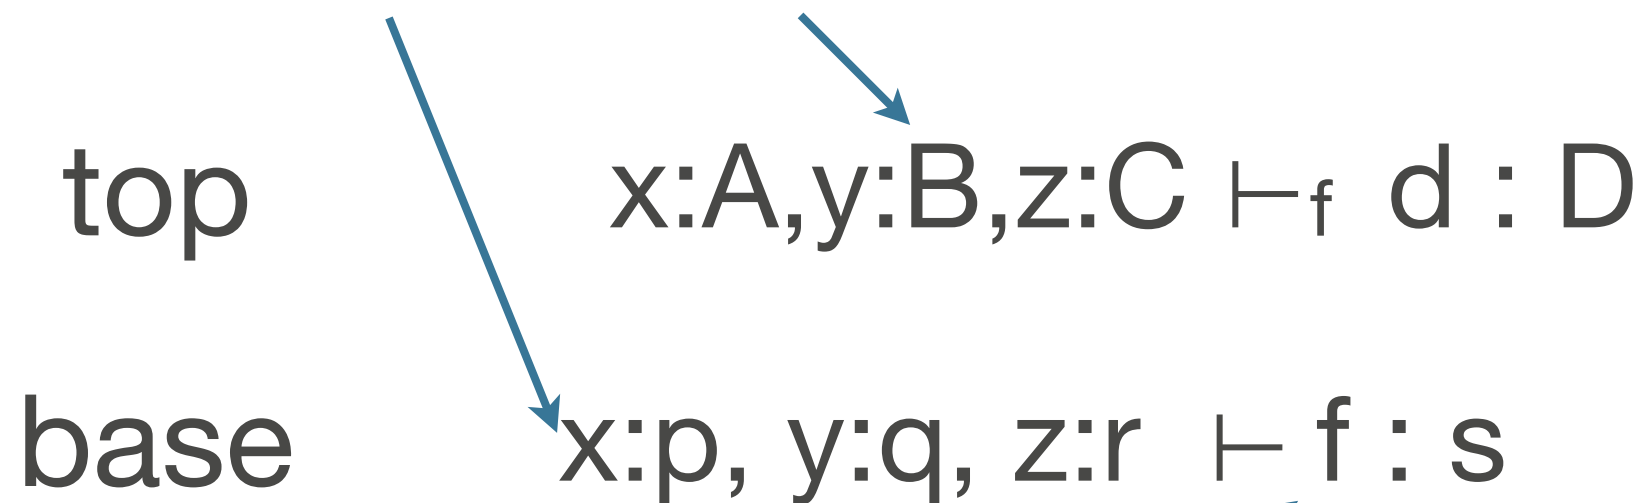 top x:A,y:B,z:C ⊢f d : D
base x:p, y:q, z:r ⊢ f : s